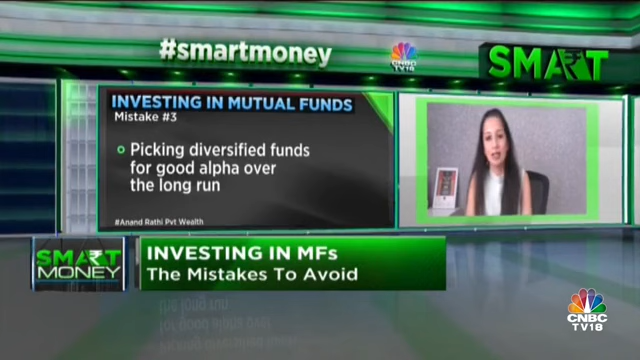 #smartmoney
CNBC
TV18
SMART
INVESTING IN MUTUAL FUNDS
Mistake #3
Picking diversified funds
for good alpha over
the long run
#Anand Rathi Pvt Wealth
SMART
MONEY
INVESTING IN MFs
The Mistakes To Avoid
CNBC
TV18